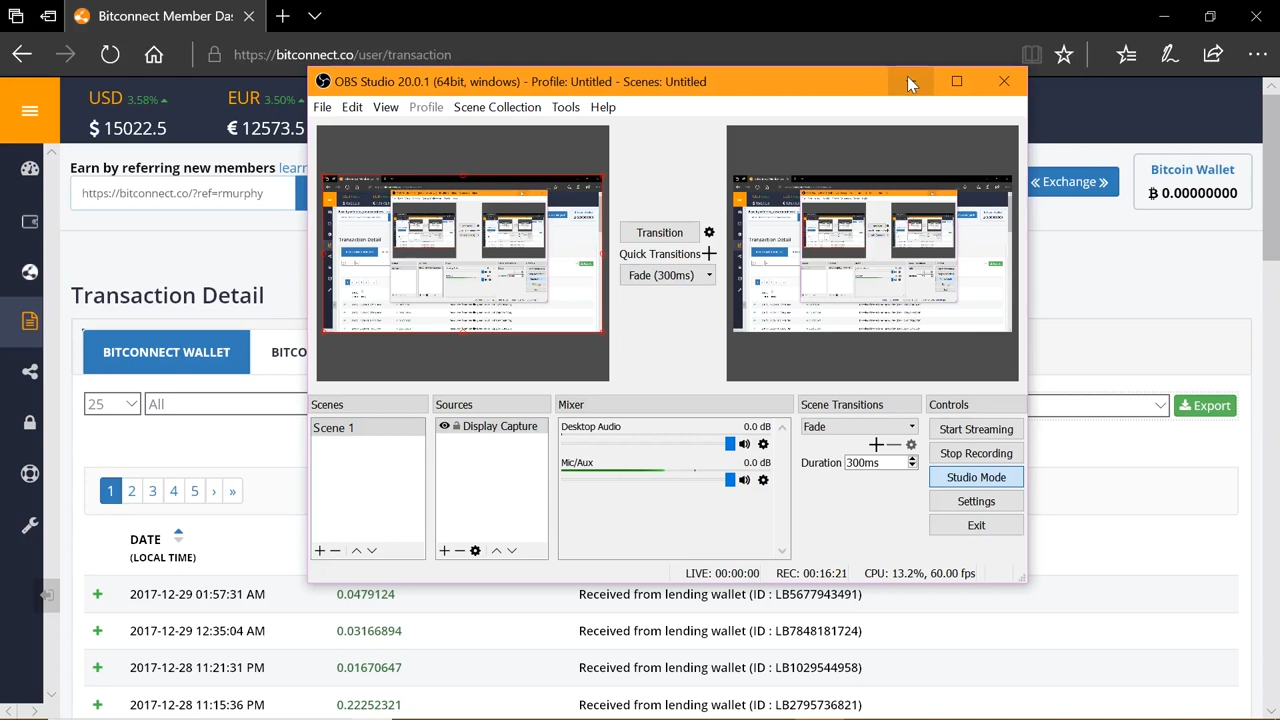 Bitconnect Member Das
https://bitconnect.co/user/transaction
USD 3.58%
EUR 3.50%
$ 15022.5
€ 12573.5
Earn by referring new members learn
https://bitconnect.co/?ref=rmurphy
Exchange
Bitcoin Wallet
0.00000000
Transaction Detail
BITCONNECT WALLET
BITCO
25
All
Export
1 2 3 4 5 › »
DATE
(LOCAL TIME)
2017-12-29 01:57:31 AM 0.0479124 Received from lending wallet (ID : LB5677943491)
2017-12-29 12:35:04 AM 0.03166894 Received from lending wallet (ID : LB7848181724)
2017-12-28 11:21:31 PM 0.01670647 Received from lending wallet (ID : LB1029544958)
2017-12-28 11:15:36 PM 0.22252321 Received from lending wallet (ID : LB2795736821)
OBS Studio 20.0.1 (64bit, windows) - Profile: Untitled - Scenes: Untitled
File Edit View Profile Scene Collection Tools Help
Transition
Quick Transitions
Fade (300ms)
Scenes
Scene 1
Sources
Display Capture
Mixer
Desktop Audio 0.0 dB
Mic/Aux 0.0 dB
Scene Transitions
Fade
Duration 300ms
Controls
Start Streaming
Stop Recording
Studio Mode
Settings
Exit
LIVE: 00:00:00 REC: 00:16:21 CPU: 13.2%, 60.00 fps